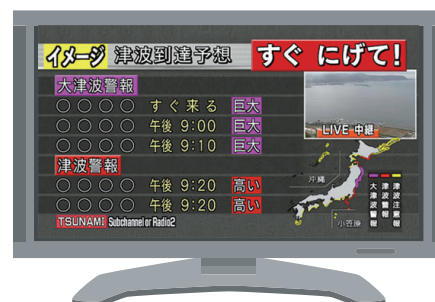 イメージ 津波到達予想 すぐ にげて!
大津波警報
○○○○ すぐ来る 巨大
○○○○ 午後 9:00 巨大
○○○○ 午後 9:10 巨大
LIVE 中継
津波警報
○○○○ 午後 9:20 高い
○○○○ 午後 9:20 高い
TSUNAMI Subchannel or Radio2
沖縄
小笠原
大津波警報
津波警報
津波注意報